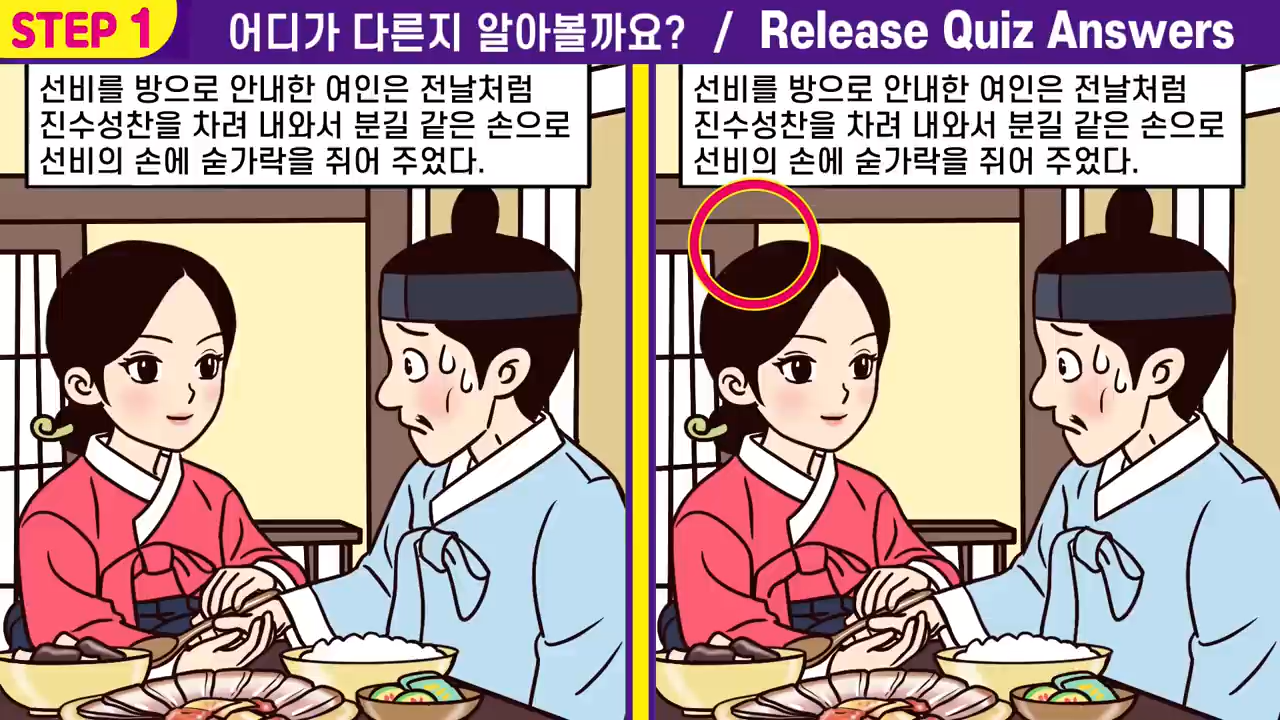 STEP 1
어디가 다른지 알아볼까요? / Release Quiz Answers
선비를 방으로 안내한 여인은 전날처럼
진수성찬을 차려 내와서 분길 같은 손으로
선비의 손에 숟가락을 쥐어 주었다.
선비를 방으로 안내한 여인은 전날처럼
진수성찬을 차려 내와서 분길 같은 손으로
선비의 손에 숟가락을 쥐어 주었다.